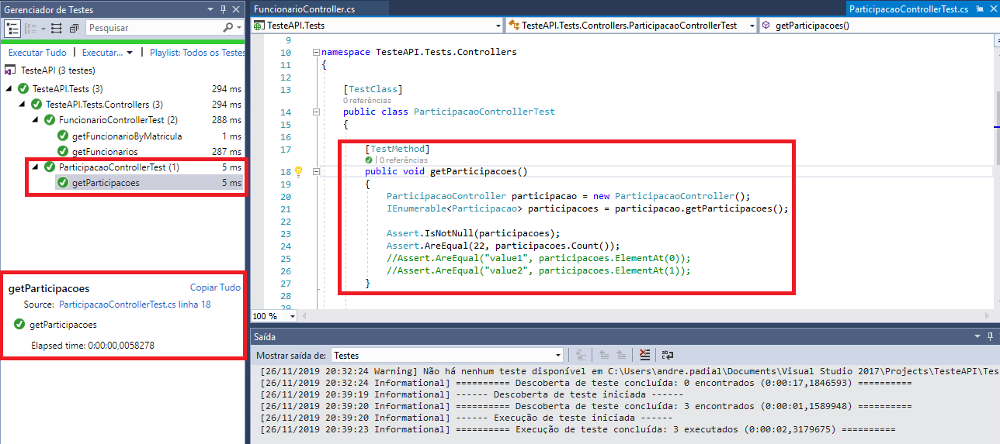 Gerenciador de Testes
Pesquisar
Executar Tudo | Executar... | Playlist: Todos os Testes
TesteAPI (3 testes)
TesteAPI.Tests (3) 294 ms
TesteAPI.Tests.Controllers (3) 294 ms
FuncionarioControllerTest (2) 288 ms
getFuncionarioByMatricula 1 ms
getFuncionarios 287 ms
ParticipacaoControllerTest (1) 5 ms
getParticipacoes 5 ms
getParticipacoes Copiar Tudo
Source: ParticipacaoControllerTest.cs linha 18
getParticipacoes
Elapsed time: 0:00:00,0058278
FuncionarioController.cs ParticipacaoControllerTest.cs
TesteAPI.Tests TesteAPI.Tests.Controllers.ParticipacaoControllerTest getParticipacoes()
9
10 namespace TesteAPI.Tests.Controllers
11 {
12
13 [TestClass]
0 referências
14 public class ParticipacaoControllerTest
15 {
16
17 [TestMethod]
| 0 referências
18 public void getParticipacoes()
19 {
20 ParticipacaoController participacao = new ParticipacaoController();
21 IEnumerable<Participacao> participacoes = participacao.getParticipacoes();
22
23 Assert.IsNotNull(participacoes);
24 Assert.AreEqual(22, participacoes.Count());
25 //Assert.AreEqual("value1", participacoes.ElementAt(0));
26 //Assert.AreEqual("value2", participacoes.ElementAt(1));
27 }
28
29
100 %
Saída
Mostrar saída de: Testes
[26/11/2019 20:32:24 Warning] Não há nenhum teste disponível em C:\Users\andre.padial\Documents\Visual Studio 2017\Projects\TesteAPI\Tes
[26/11/2019 20:32:24 Informational] ========== Descoberta de teste concluída: 0 encontrados (0:00:17,1846593) ==========
[26/11/2019 20:39:19 Informational] ------ Descoberta de teste iniciada ------
[26/11/2019 20:39:20 Informational] ========== Descoberta de teste concluída: 3 encontrados (0:00:01,1589948) ==========
[26/11/2019 20:39:20 Informational] ------ Execução de teste iniciada ------
[26/11/2019 20:39:23 Informational] ========== Execução de teste concluída: 3 executados (0:00:02,3179675) ==========